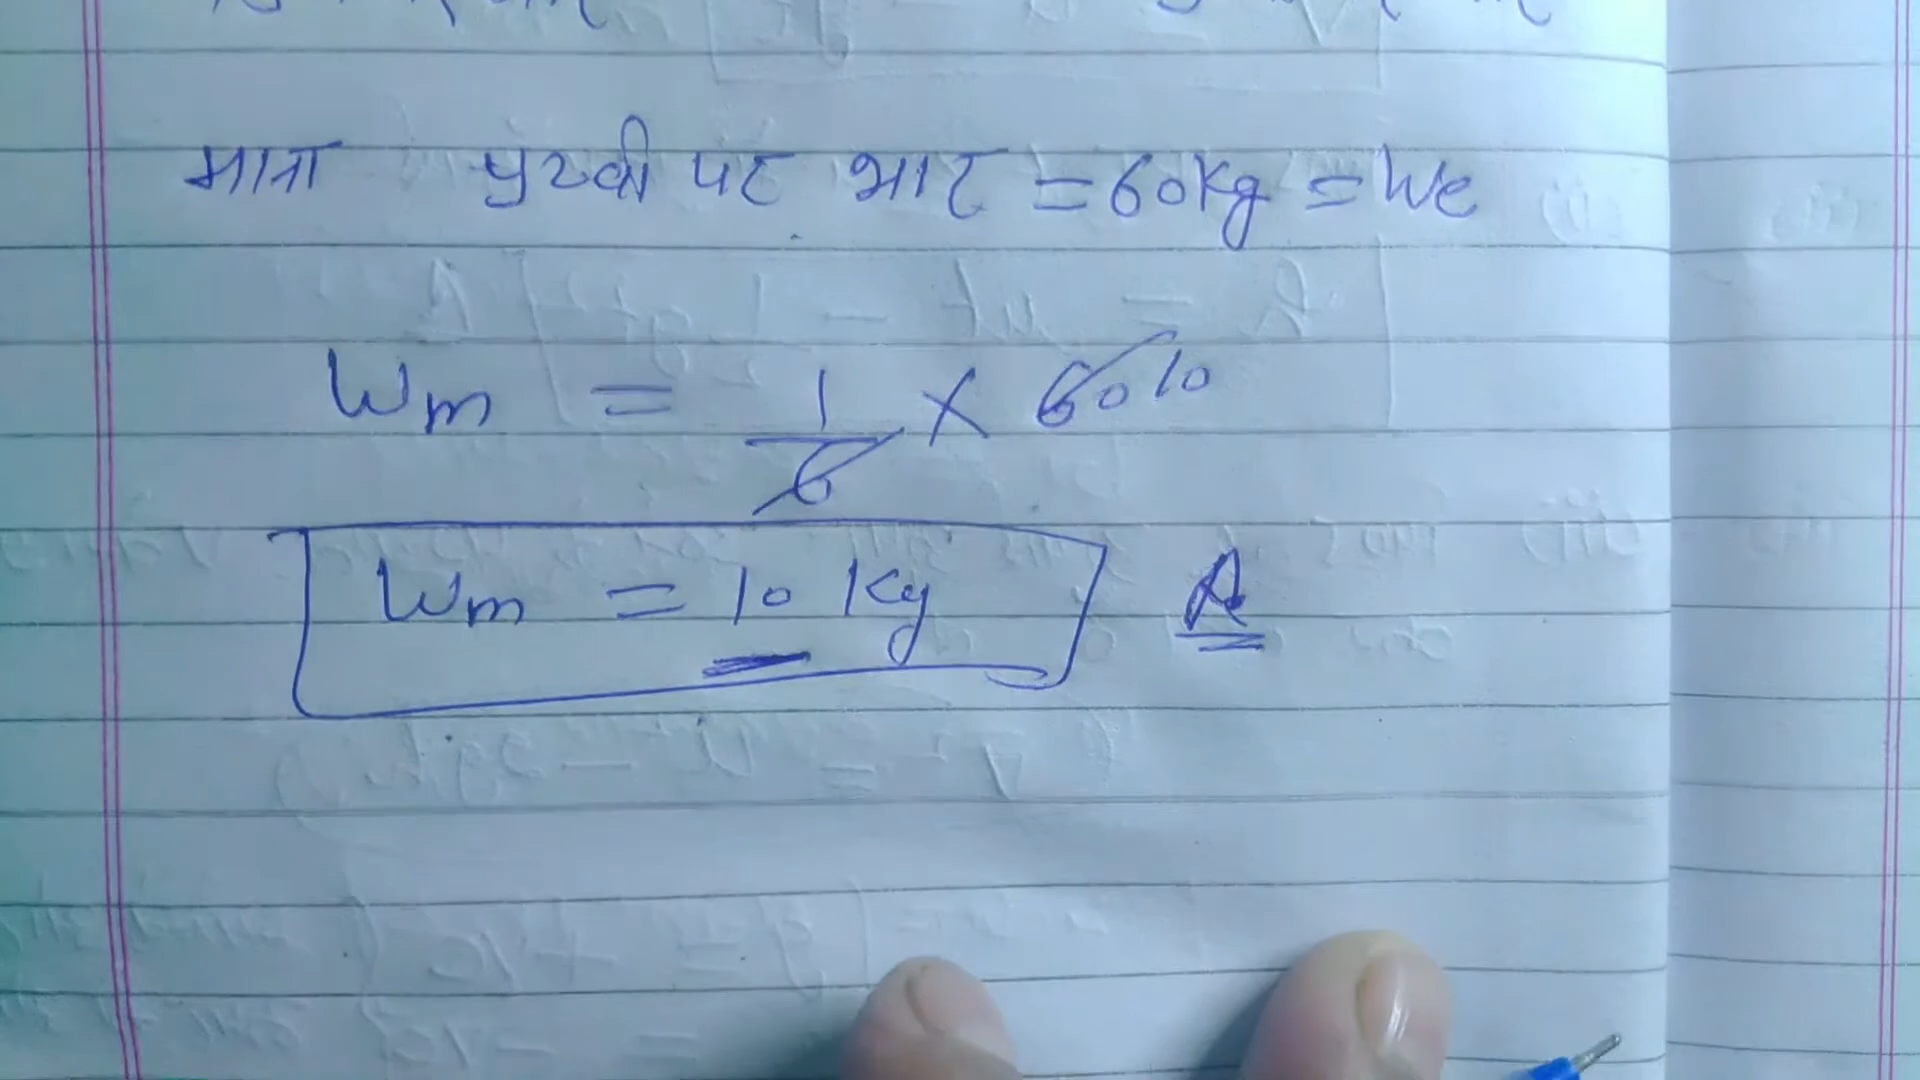 माना पृथ्वी पर भार = 60kg = We
Wm = 1/6 × 60 10
Wm = 10 Kg A